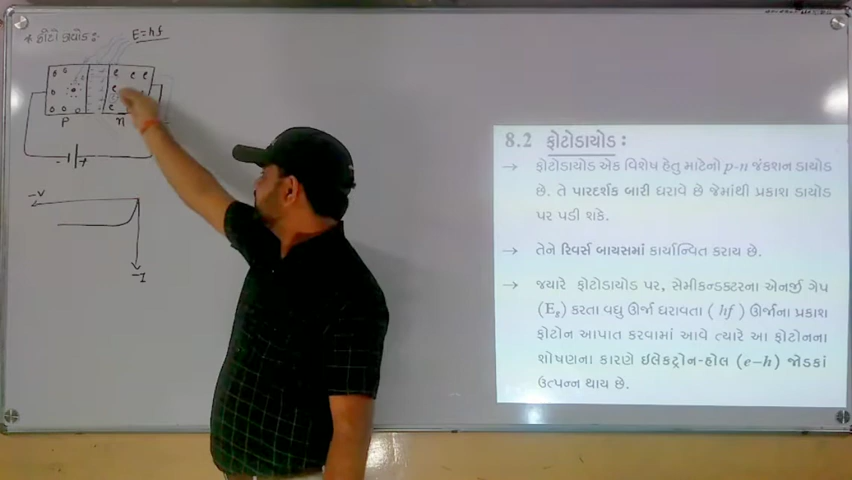 * ફોટો ડાયોડ :-
E=hf
e e e
e
e
P
n
- +
-V
-I
8.2 ફોટોડાયોડ :
→ ફોટોડાયોડ એક વિશેષ હેતુ માટેનો p-n જંકશન ડાયોડ
છે. તે પારદર્શક બારી ધરાવે છે જેમાંથી પ્રકાશ ડાયોડ
પર પડી શકે.
→ તેને રિવર્સ બાયસમાં કાર્યાન્વિત કરાય છે.
→ જ્યારે ફોટોડાયોડ પર, સેમીકન્ડક્ટરના એનર્જી ગેપ
(Eg) કરતા વધુ ઊર્જા ધરાવતા ( hf ) ઊર્જાના પ્રકાશ
ફોટોન આપાત કરવામાં આવે ત્યારે આ ફોટોનના
શોષણના કારણે ઈલેકટ્રોન-હોલ (e–h) જોડકાં
ઉત્પન્ન થાય છે.